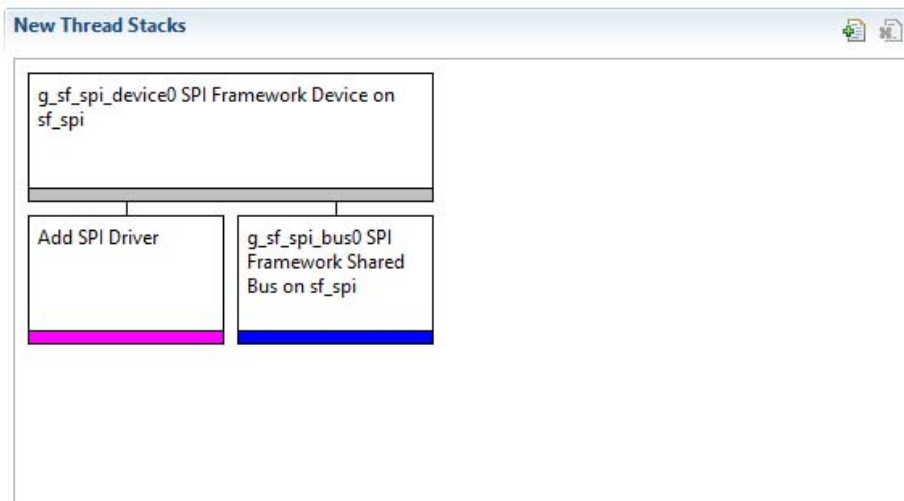 New Thread Stacks
g_sf_spi_device0 SPI Framework Device on
sf_spi
Add SPI Driver
g_sf_spi_bus0 SPI
Framework Shared
Bus on sf_spi